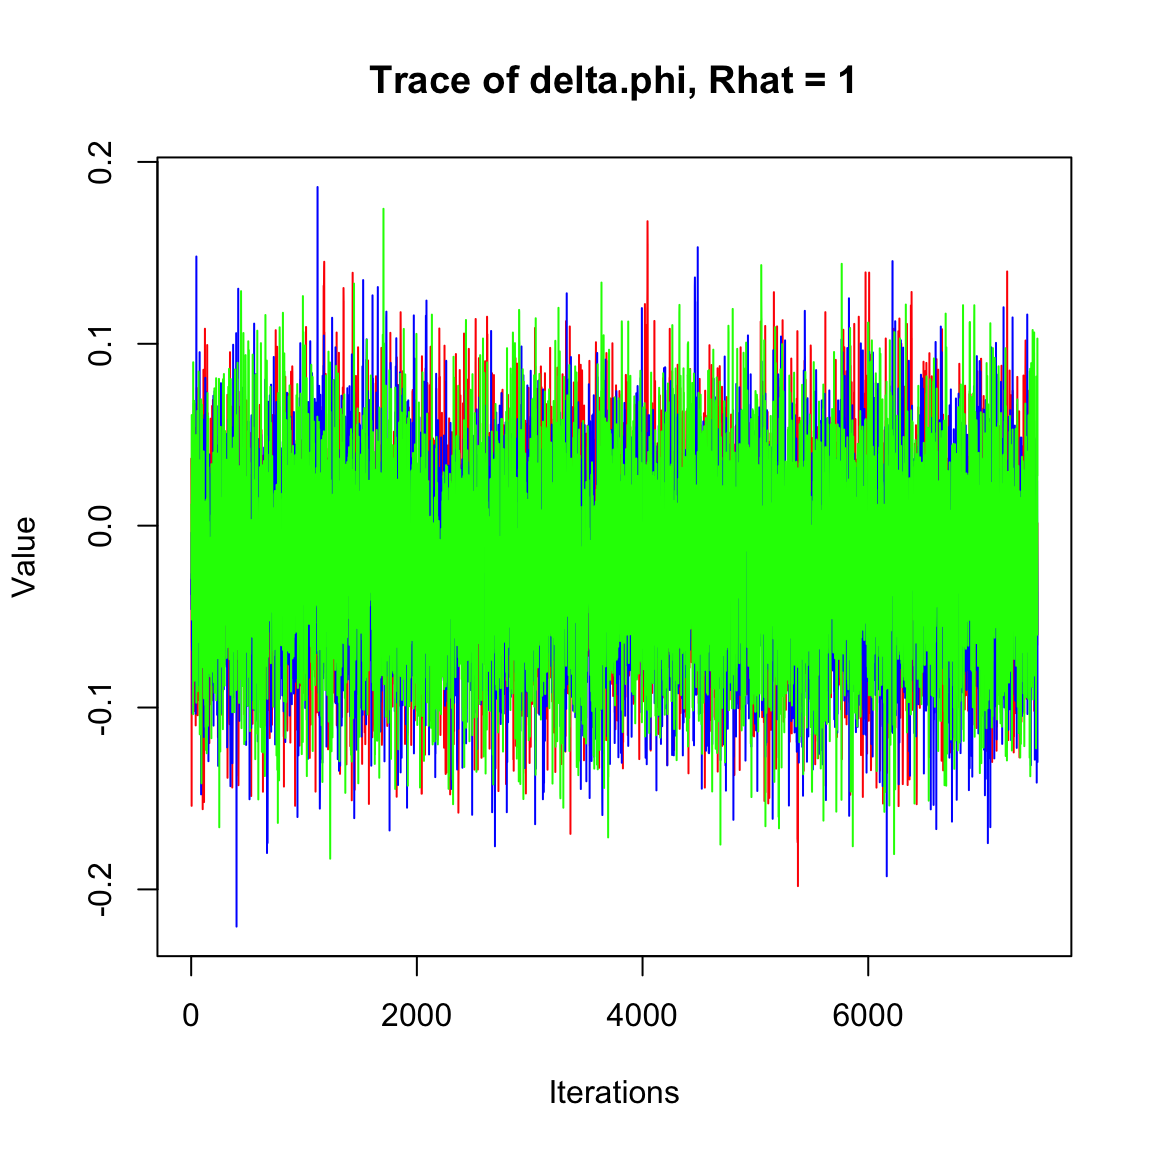 Trace of delta.phi, Rhat = 1
0.2
0.1
0.0
-0.1
-0.2
Value
0 2000 4000 6000
Iterations